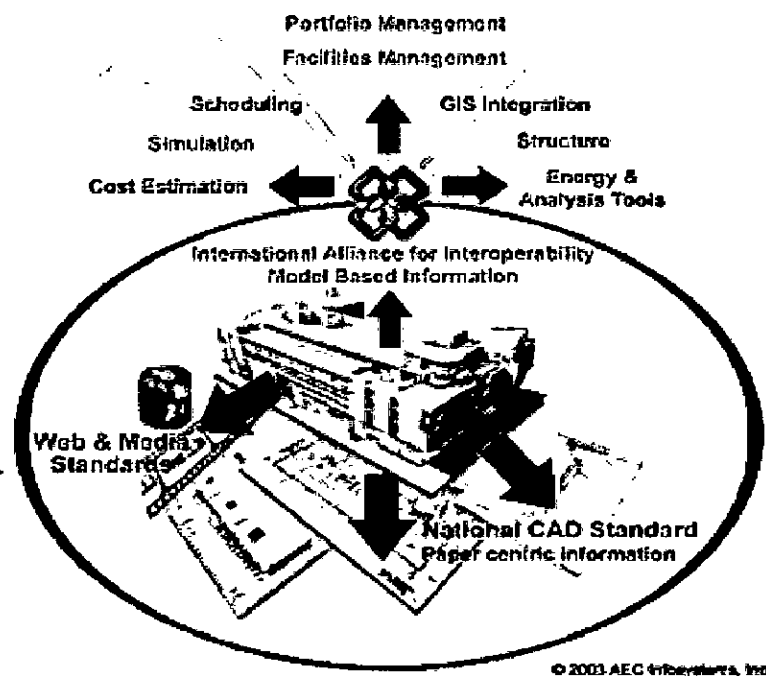 Portfolio Management
Facilities Management
Scheduling
GIS Integration
Simulation
Structure
Cost Estimation
Energy &
Analysis Tools
International Alliance for Interoperability
Model Based Information
Web & Media
Standards
National CAD Standard
Paper centric information
© 2003 AEC Infosystems, Inc